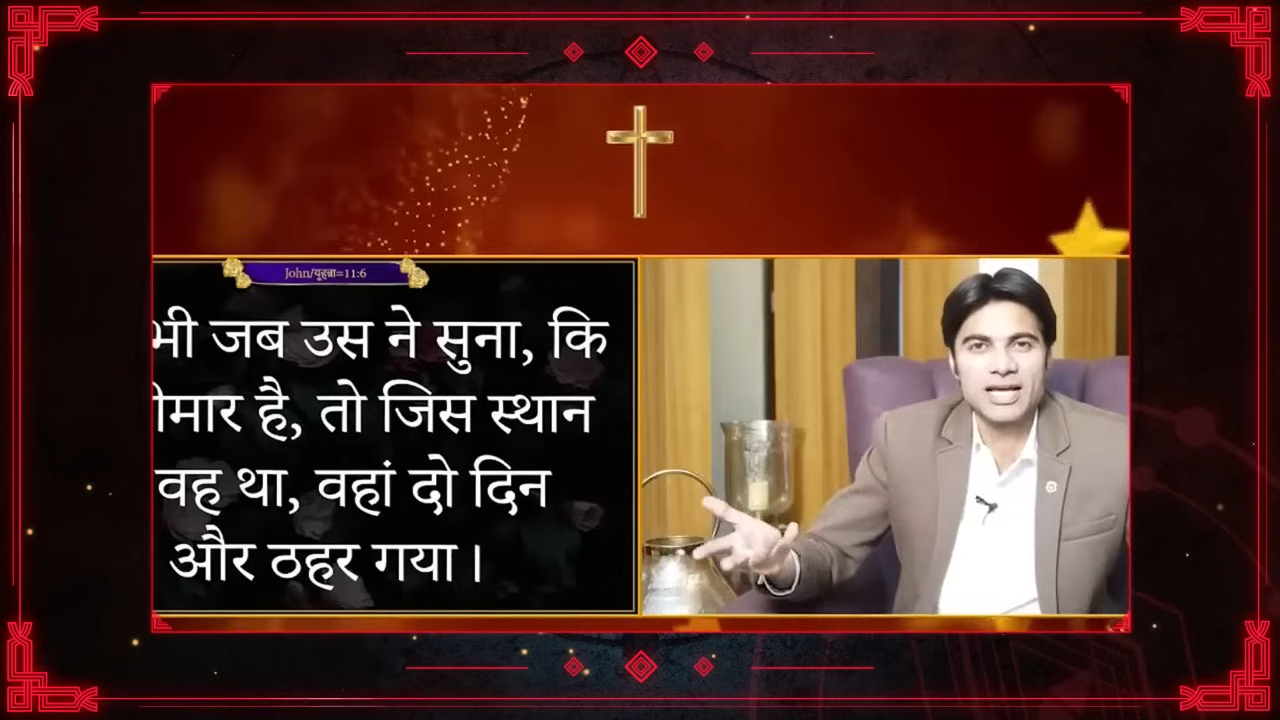 John/यूहन्ना=11:6
भी जब उस ने सुना, कि
है, तो जिस स्थान
वह था, वहां दो दिन
और ठहर गया।